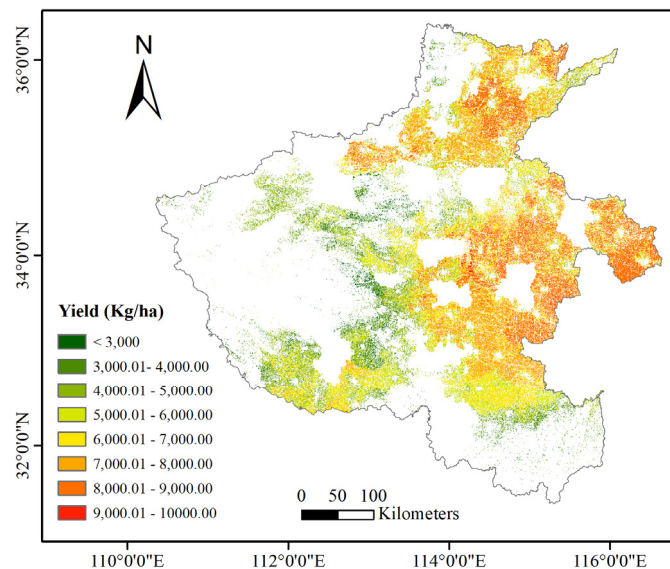 N
36°0'0"N
34°0'0"N
32°0'0"N
Yield (Kg/ha)
< 3,000
3,000.01- 4,000.00
4,000.01 - 5,000.00
5,000.01 - 6,000.00
6,000.01 - 7,000.00
7,000.01 - 8,000.00
8,000.01 - 9,000.00
9,000.01 - 10000.00
0 50 100
Kilometers
110°0'0"E 112°0'0"E 114°0'0"E 116°0'0"E